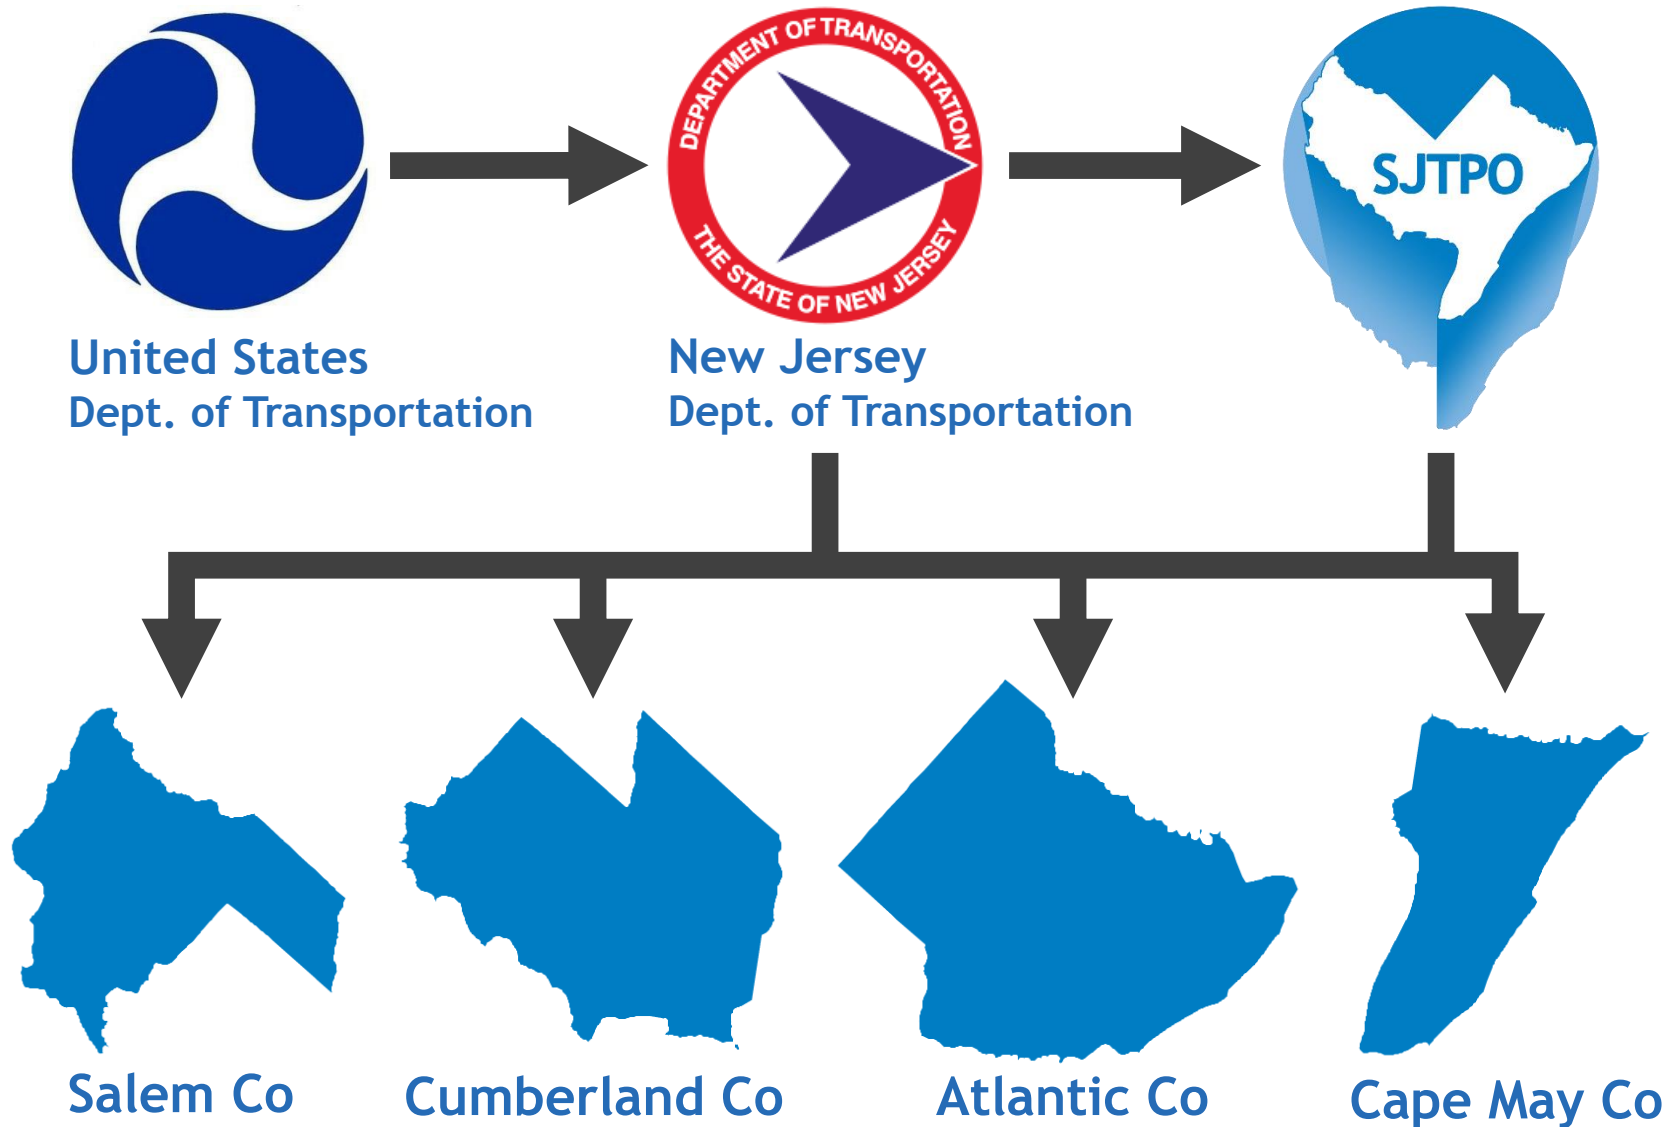 DEPARTMENT OF TRANSPORTATION
THE STATE OF NEW JERSEY
SJTPO
United States
Dept. of Transportation
New Jersey
Dept. of Transportation
Salem Co
Cumberland Co
Atlantic Co
Cape May Co